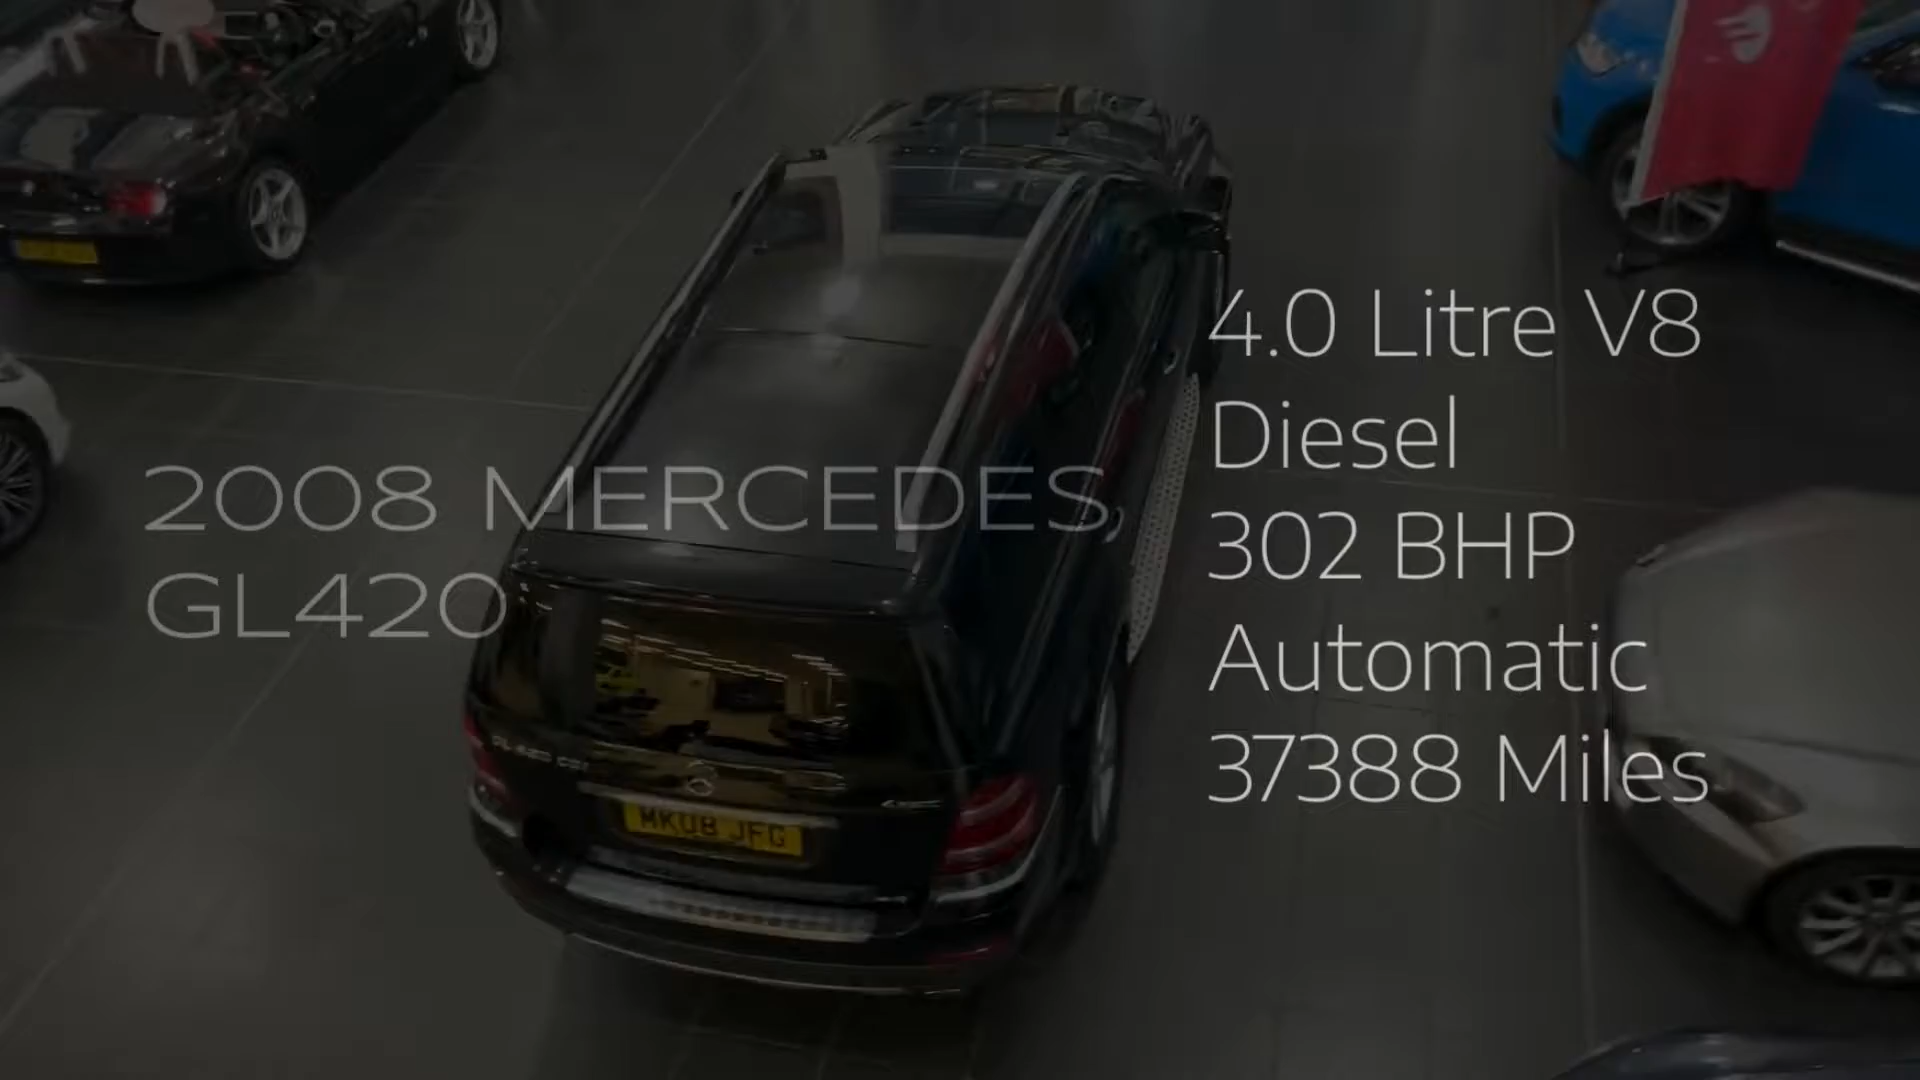 2008 MERCEDES,
GL420
4.0 Litre V8
Diesel
302 BHP
Automatic
37388 Miles
GL 420 CDI
MK08 JFG